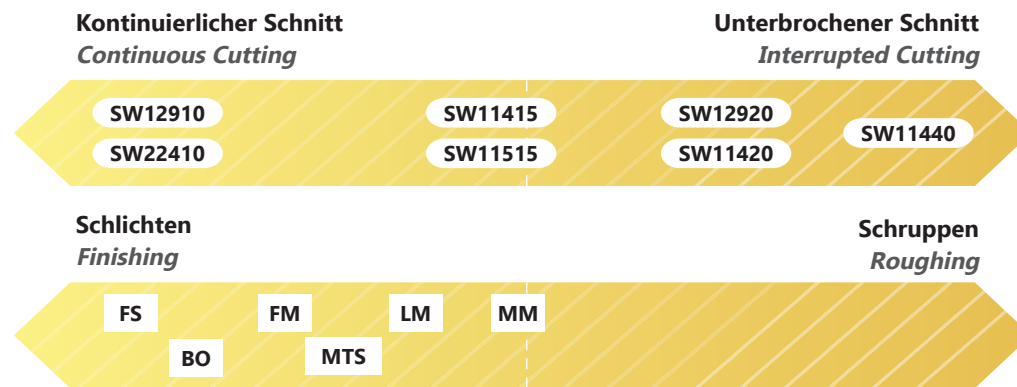 Kontinuierlicher Schnitt
Continuous Cutting
Unterbrochener Schnitt
Interrupted Cutting
SW12910
SW11415
SW12920
SW11440
SW22410
SW11515
SW11420
Schlichten
Finishing
Schruppen
Roughing
FS
FM
LM
MM
BO
MTS